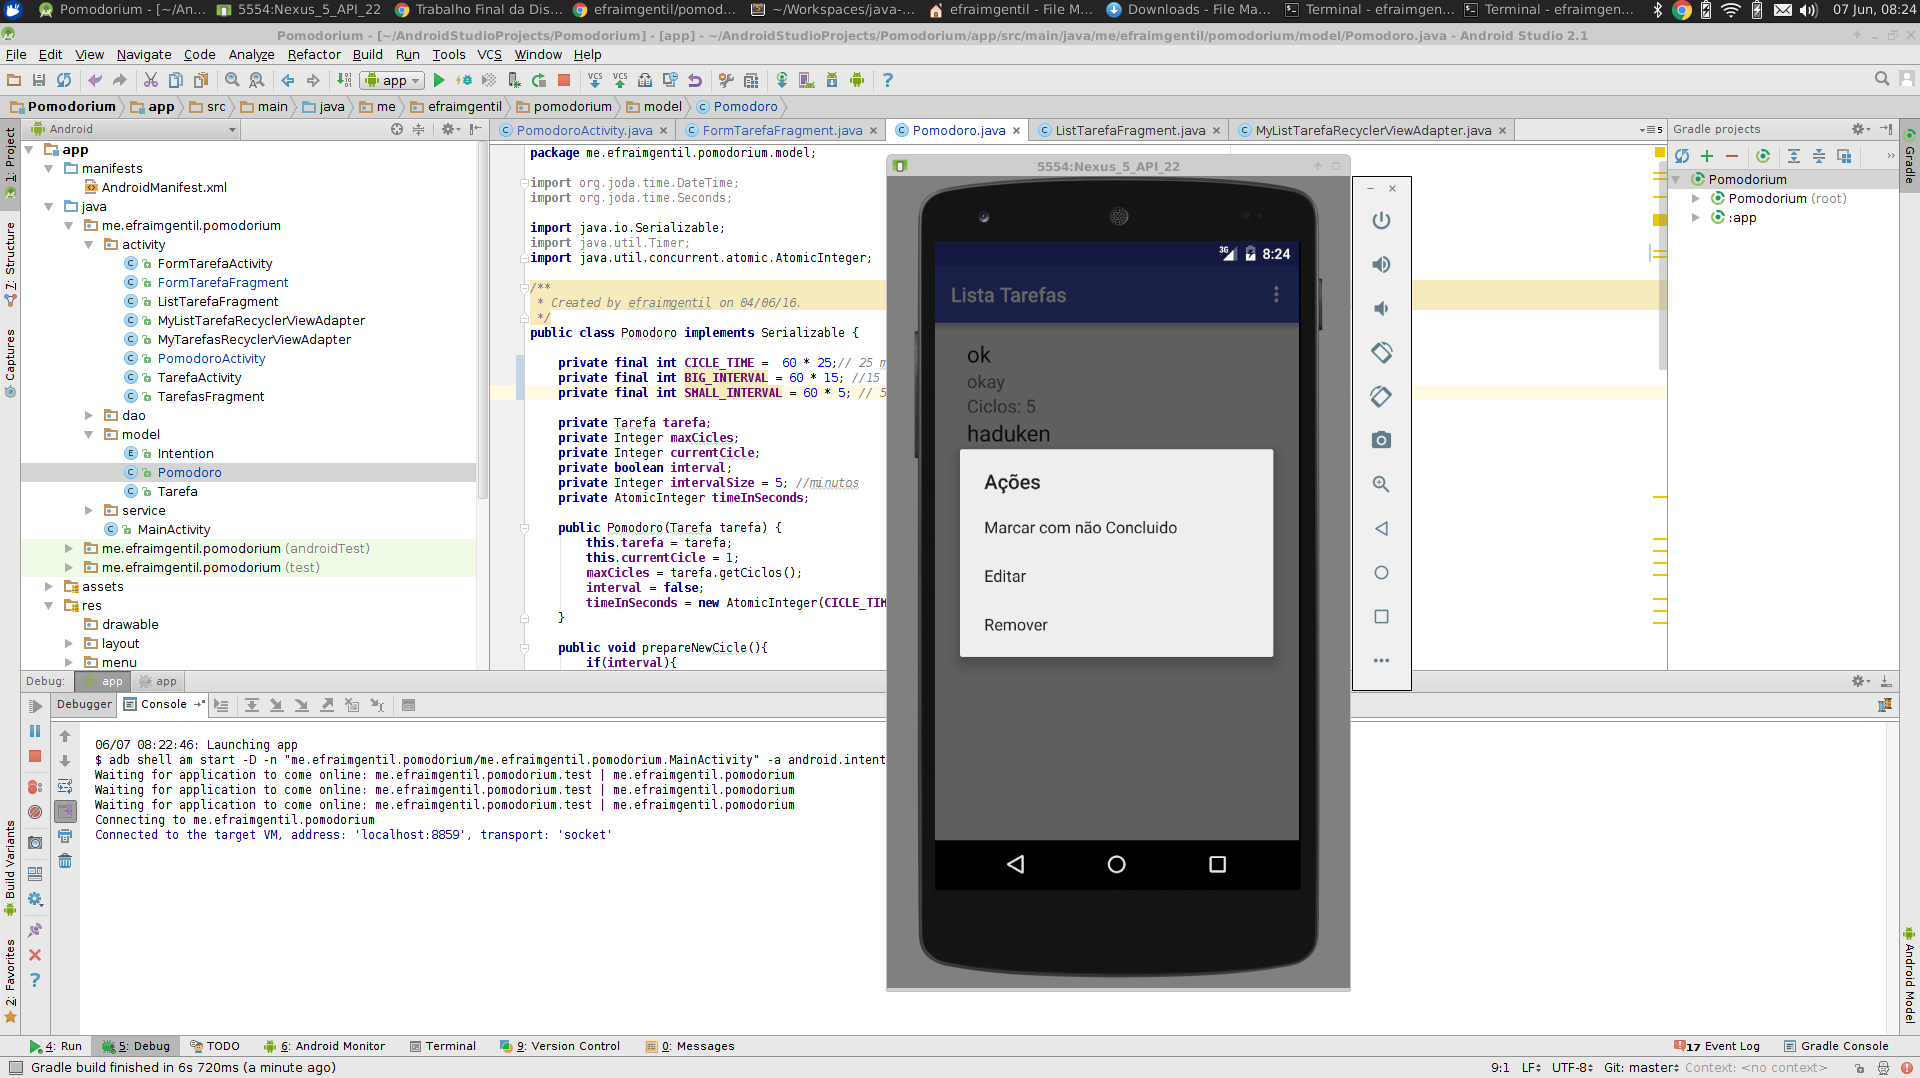 Pomodorium - [~/An...
5554:Nexus_5_API_22
Trabalho Final da Dis...
efraimgentil/pomod...
~/Workspaces/java-...
efraimgentil - File M...
Downloads - File Ma...
Terminal - efraimgen...
Terminal - efraimgen...
07 Jun, 08:24
Pomodorium - [~/AndroidStudioProjects/Pomodorium] - [app] - ~/AndroidStudioProjects/Pomodorium/app/src/main/java/me/efraimgentil/pomodorium/model/Pomodoro.java - Android Studio 2.1
File Edit View Navigate Code Analyze Refactor Build Run Tools VCS Window Help
app
VCS VCS
Pomodorium app src main java me efraimgentil pomodorium model Pomodoro
Android
PomodoroActivity.java FormTarefaFragment.java Pomodoro.java ListTarefaFragment.java MyListTarefaRecyclerViewAdapter.java
5
Gradle projects
1: Project
7: Structure
Captures
Build Variants
2: Favorites
app
manifests
AndroidManifest.xml
java
me.efraimgentil.pomodorium
activity
FormTarefaActivity
FormTarefaFragment
ListTarefaFragment
MyListTarefaRecyclerViewAdapter
MyTarefasRecyclerViewAdapter
PomodoroActivity
TarefaActivity
TarefasFragment
dao
model
Intention
Pomodoro
Tarefa
service
MainActivity
me.efraimgentil.pomodorium (androidTest)
me.efraimgentil.pomodorium (test)
assets
res
drawable
layout
menu
package me.efraimgentil.pomodorium.model;
import org.joda.time.DateTime;
import org.joda.time.Seconds;
import java.io.Serializable;
import java.util.Timer;
import java.util.concurrent.atomic.AtomicInteger;
/**
* Created by efraimgentil on 04/06/16.
*/
public class Pomodoro implements Serializable {
private final int CICLE_TIME =  60 * 25;// 25 m
private final int BIG_INTERVAL = 60 * 15; //15
private final int SMALL_INTERVAL = 60 * 5; // 5
private Tarefa tarefa;
private Integer maxCicles;
private Integer currentCicle;
private boolean interval;
private Integer intervalSize = 5; //minutos
private AtomicInteger timeInSeconds;
public Pomodoro(Tarefa tarefa) {
this.tarefa = tarefa;
this.currentCicle = 1;
maxCicles = tarefa.getCiclos();
interval = false;
timeInSeconds = new AtomicInteger(CICLE_TIM
}
public void prepareNewCicle(){
if(interval){
5554:Nexus_5_API_22
3G 8:24
Lista Tarefas
ok
okay
Ciclos: 5
haduken
Ações
Marcar com não Concluido
Editar
Remover
Pomodorium
Pomodorium (root)
:app
Gradle
Android Model
Debug: app app
Debugger Console
06/07 08:22:46: Launching app
$ adb shell am start -D -n "me.efraimgentil.pomodorium/me.efraimgentil.pomodorium.MainActivity" -a android.intent
Waiting for application to come online: me.efraimgentil.pomodorium.test | me.efraimgentil.pomodorium
Waiting for application to come online: me.efraimgentil.pomodorium.test | me.efraimgentil.pomodorium
Waiting for application to come online: me.efraimgentil.pomodorium.test | me.efraimgentil.pomodorium
Connecting to me.efraimgentil.pomodorium
Connected to the target VM, address: 'localhost:8859', transport: 'socket'
4: Run 5: Debug TODO 6: Android Monitor Terminal 9: Version Control 0: Messages
17 Event Log Gradle Console
Gradle build finished in 6s 720ms (a minute ago)
9:1 LF UTF-8 Git: master Context: <no context>